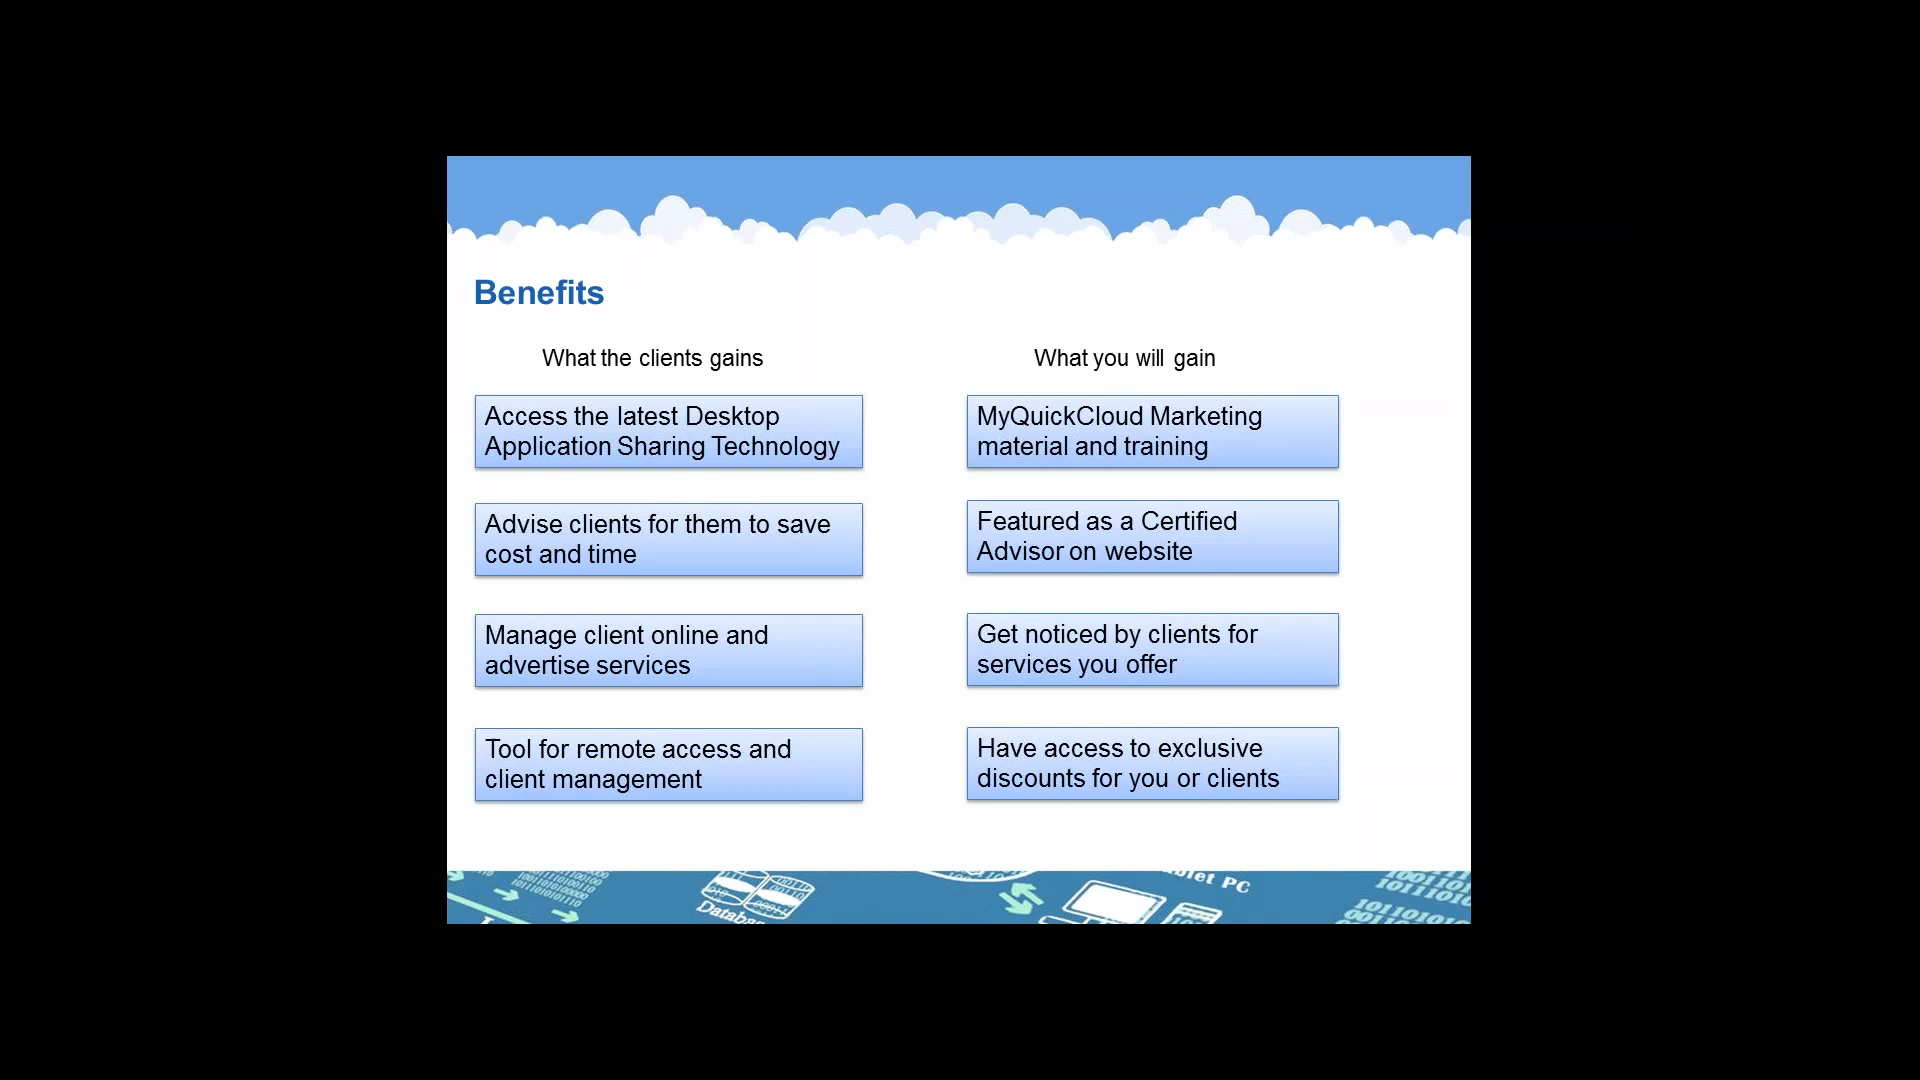 Benefits
What the clients gains
Access the latest Desktop
Application Sharing Technology
Advise clients for them to save
cost and time
Manage client online and
advertise services
Tool for remote access and
client management
What you will gain
MyQuickCloud Marketing
material and training
Featured as a Certified
Advisor on website
Get noticed by clients for
services you offer
Have access to exclusive
discounts for you or clients
PC